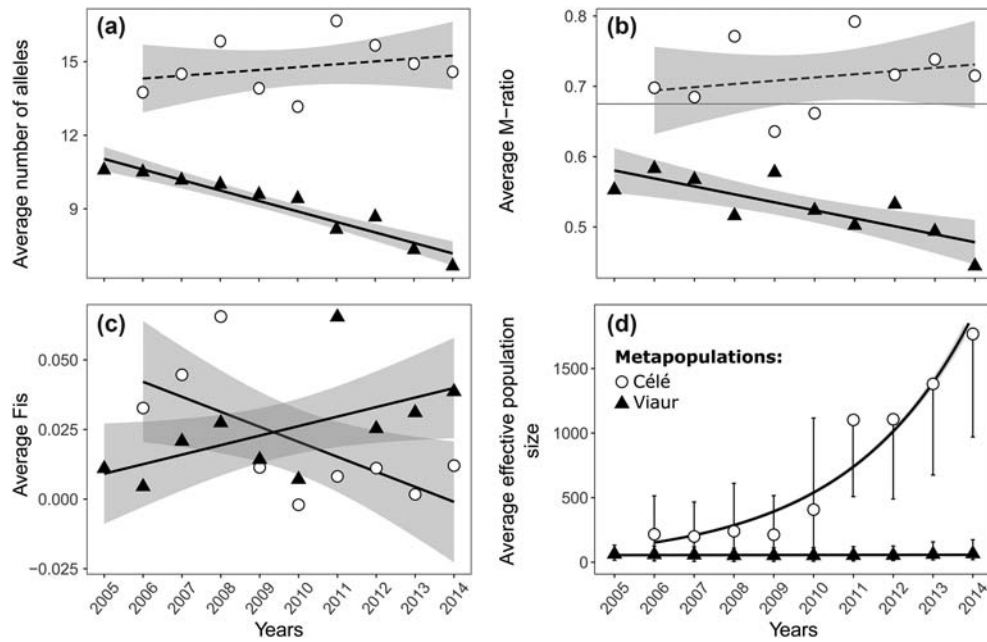 (a)
Average number of alleles
15
12
9
(b)
Average M−ratio
0.8
0.7
0.6
0.5
(c)
Average Fis
0.050
0.025
0.000
−0.025
2005
2006
2007
2008
2009
2010
2011
2012
2013
2014
Years
(d)
Average effective population
size
1500
1000
500
0
Metapopulations:
Célé
Viaur
2005
2006
2007
2008
2009
2010
2011
2012
2013
2014
Years